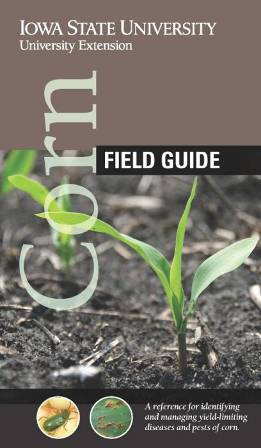 IOWA STATE UNIVERSITY
University Extension
Corn
FIELD GUIDE
A reference for identifying
and managing yield-limiting
diseases and pests of corn.